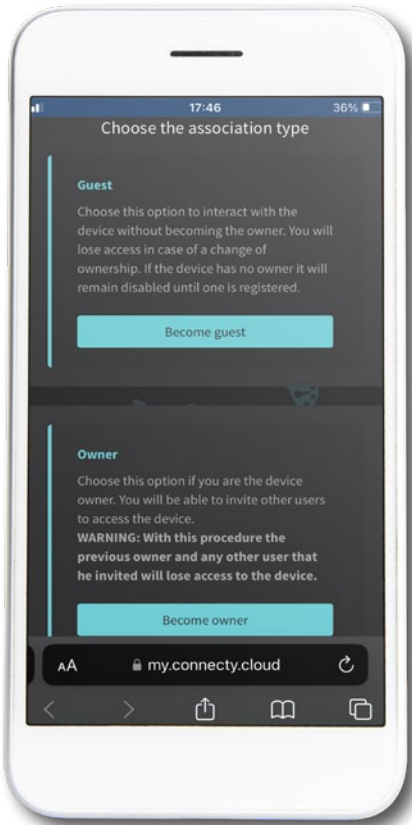 17:46 36%
Choose the association type
Guest
Choose this option to interact with the
device without becoming the owner. You will
lose access in case of a change of
ownership. If the device has no owner it will
remain disabled until one is registered.
Become guest
Owner
Choose this option if you are the device
owner. You will be able to invite other users
to access the device.
WARNING: With this procedure the
previous owner and any other user that
he invited will lose access to the device.
Become owner
AA my.connecty.cloud